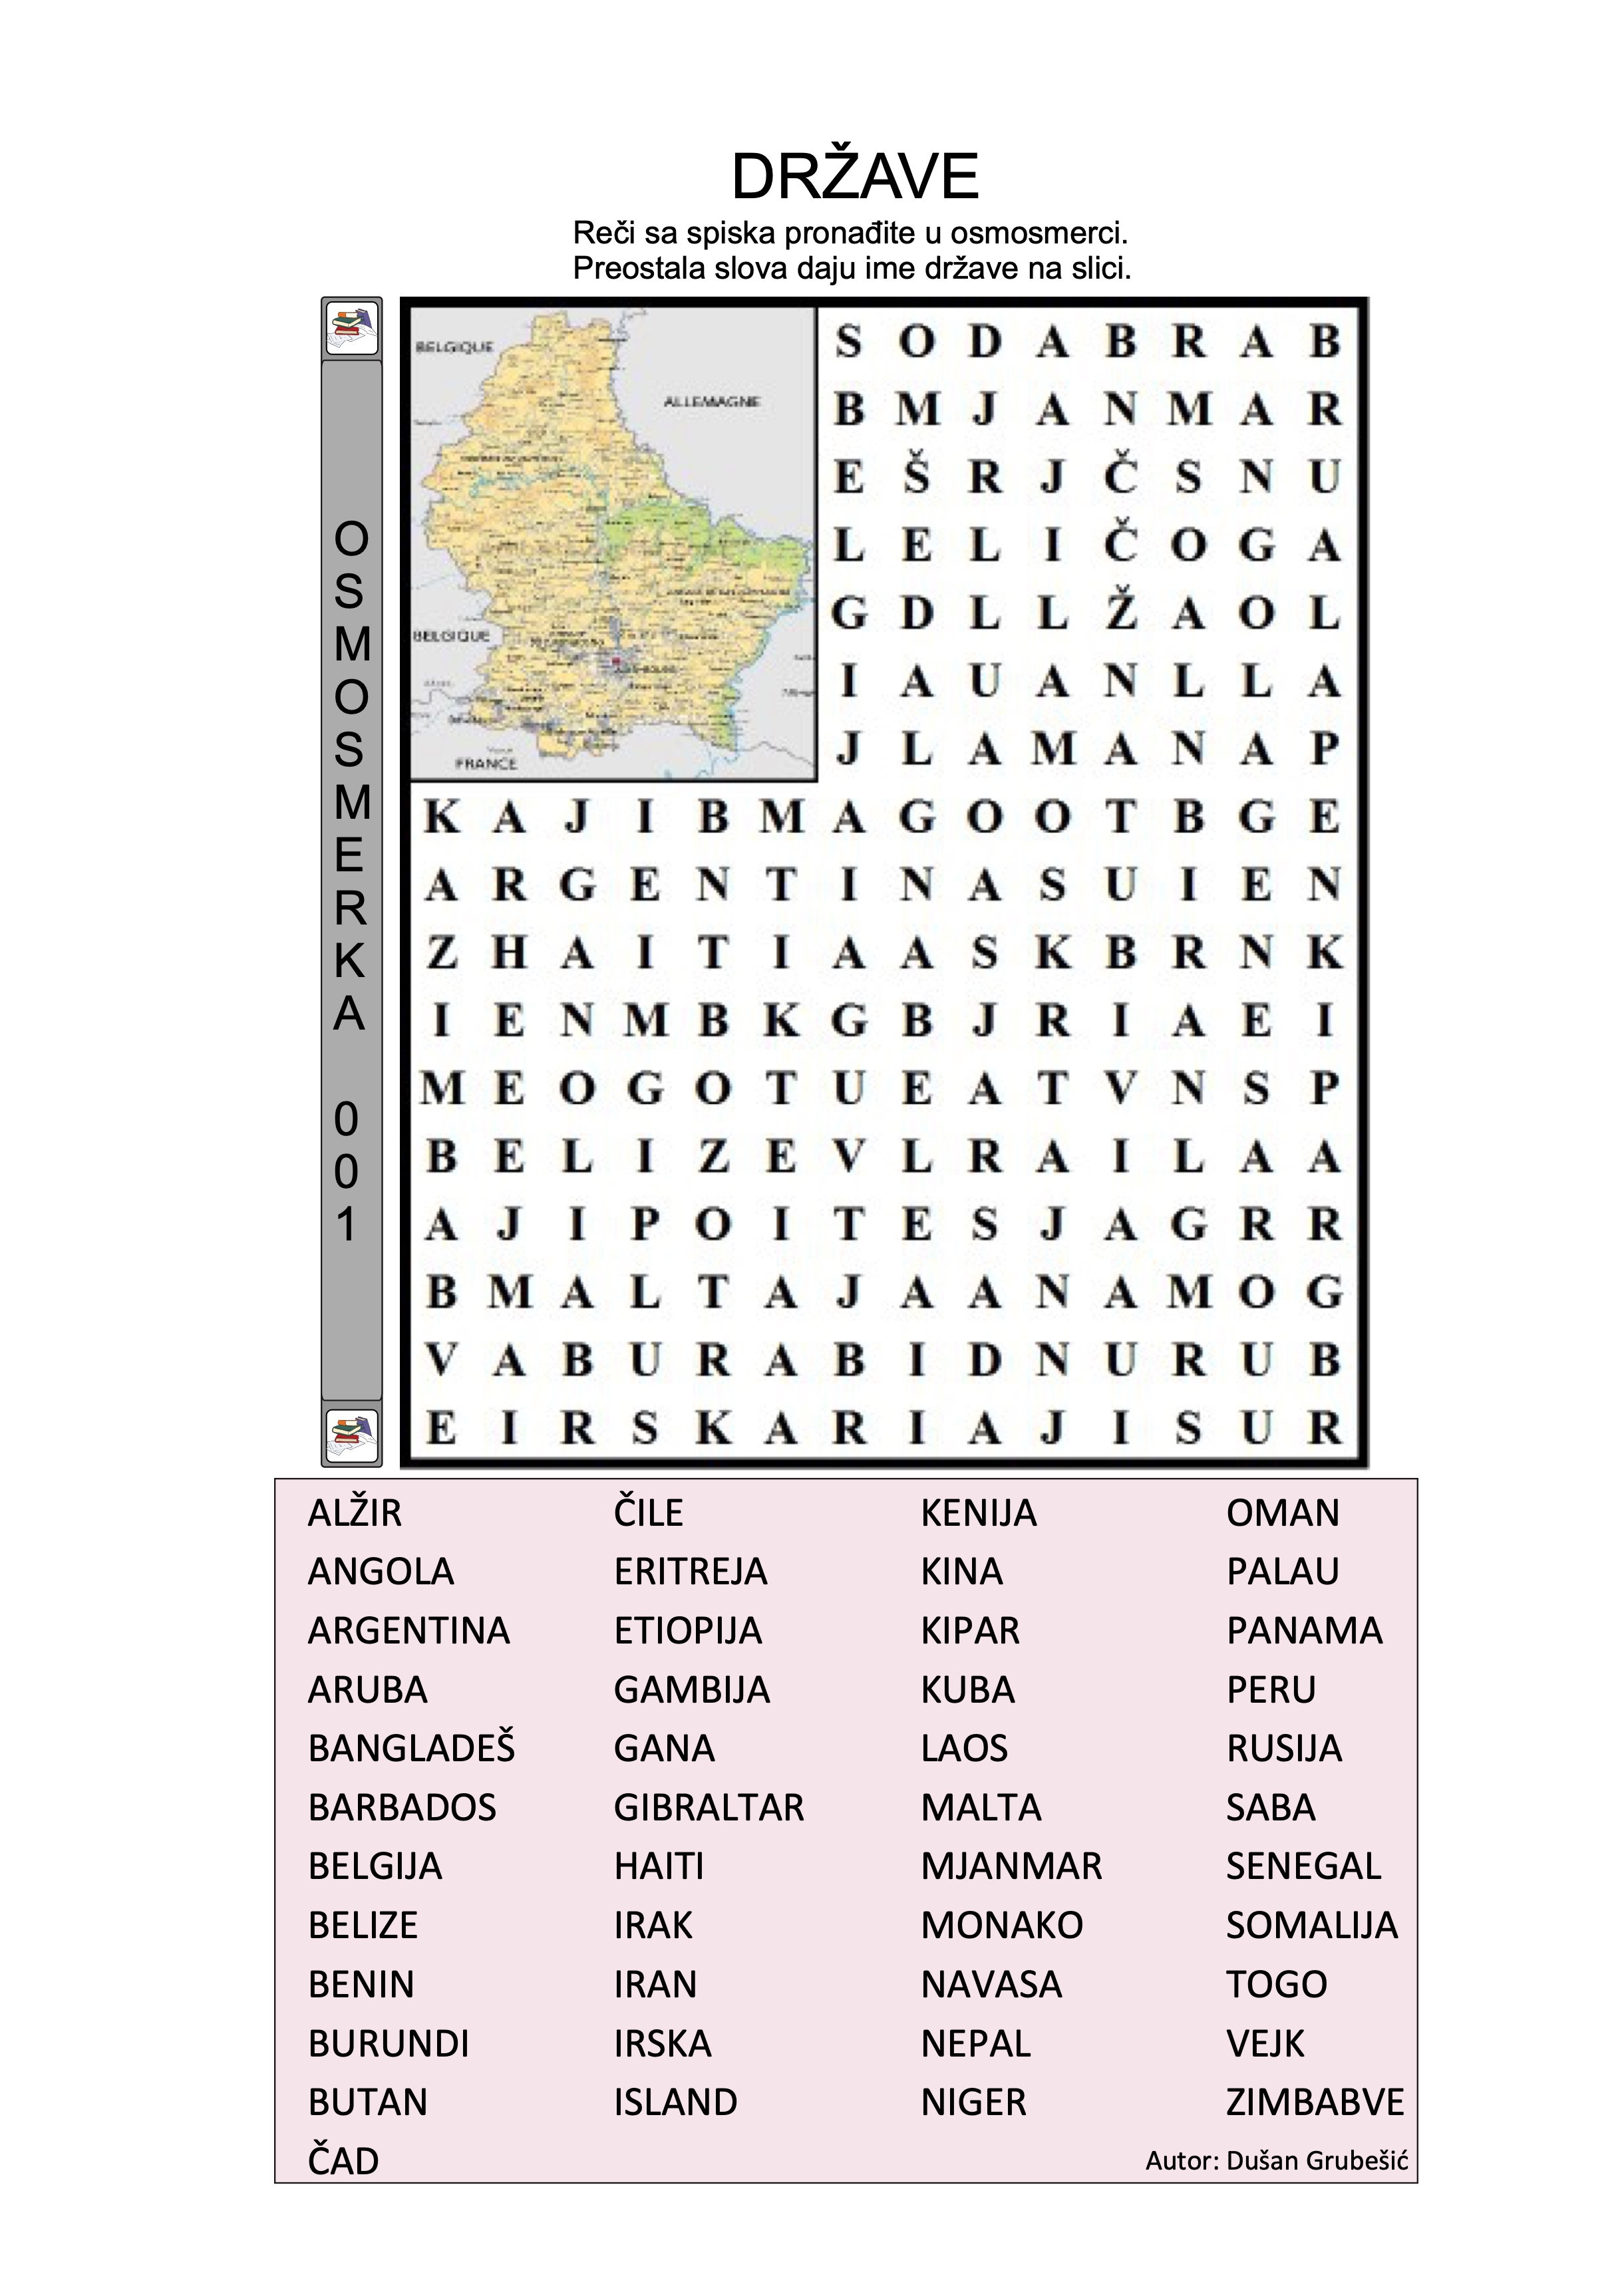 DRŽAVE
Reči sa spiska pronađite u osmosmerci.
Preostala slova daju ime države na slici.
OSMOSMERKA 001
BELGIQUE
ALLEMAGNE
BELGIQUE
FRANCE
S O D A B R A B
B M J A N M A R
E Š R J Č S N U
L E L I Č O G A
G D L L Ž A O L
I A U A N L L A
J L A M A N A P
K A J I B M A G O O T B G E
A R G E N T I N A S U I E N
Z H A I T I A A S K B R N K
I E N M B K G B J R I A E I
M E O G O T U E A T V N S P
B E L I Z E V L R A I L A A
A J I P O I T E S J A G R R
B M A L T A J A A N A M O G
V A B U R A B I D N U R U B
E I R S K A R I A J I S U R
ALŽIR ČILE KENIJA OMAN
ANGOLA ERITREJA KINA PALAU
ARGENTINA ETIOPIJA KIPAR PANAMA
ARUBA GAMBIJA KUBA PERU
BANGLADEŠ GANA LAOS RUSIJA
BARBADOS GIBRALTAR MALTA SABA
BELGIJA HAITI MJANMAR SENEGAL
BELIZE IRAK MONAKO SOMALIJA
BENIN IRAN NAVASA TOGO
BURUNDI IRSKA NEPAL VEJK
BUTAN ISLAND NIGER ZIMBABVE
ČAD Autor: Dušan Grubešić